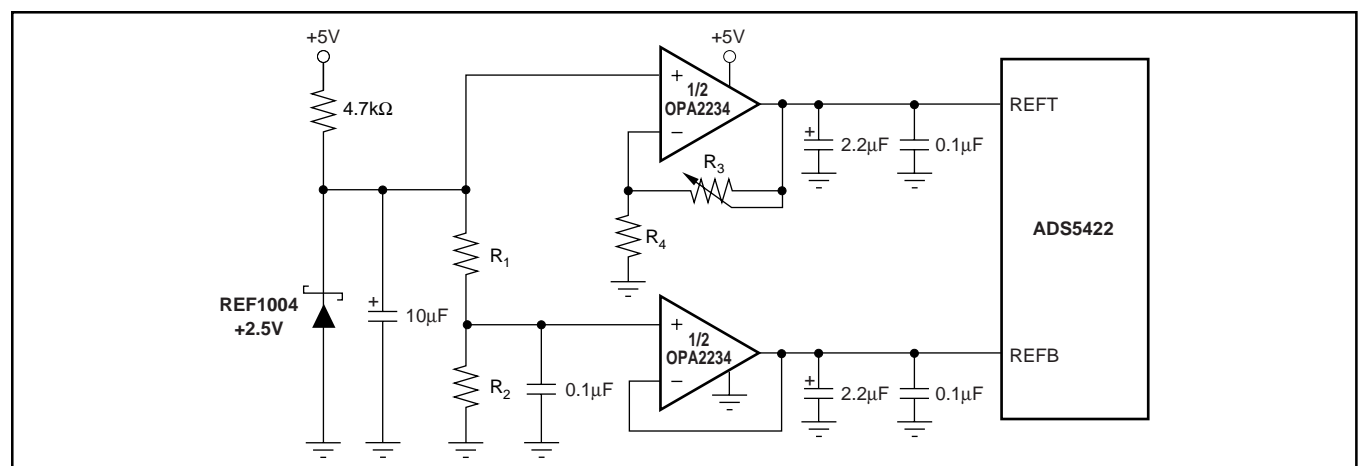 +5V
+5V
4.7kΩ
+
1/2
OPA2234
−
R3
R4
REFT
+
2.2µF
0.1µF
ADS5422
R1
REF1004
+2.5V
+
10µF
R2
0.1µF
+
1/2
OPA2234
−
REFB
+
2.2µF
0.1µF